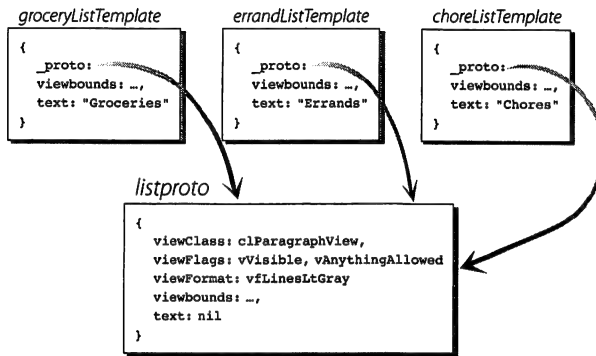 groceryListTemplate
{
_proto:
viewbounds: …,
text: "Groceries"
}
errandListTemplate
{
_proto:
viewbounds: …,
text: "Errands"
}
choreListTemplate
{
_proto:
viewbounds: …,
text: "Chores"
}
listproto
{
viewClass: clParagraphView,
viewFlags: vVisible, vAnythingAllowed
viewFormat: vfLinesLtGray
viewbounds: …,
text: nil
}